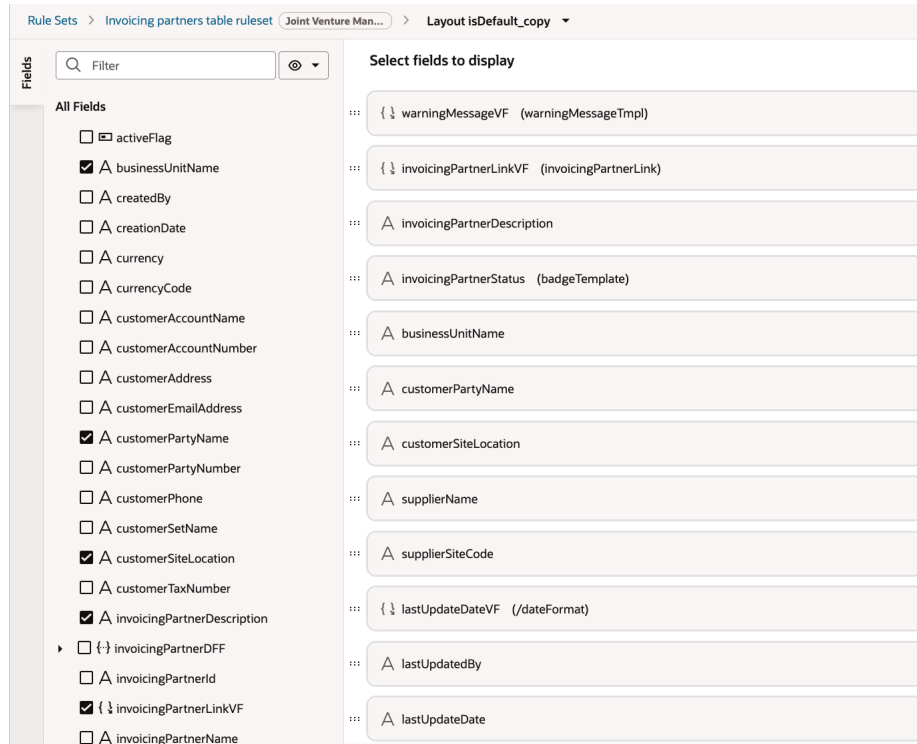 Rule Sets > Invoicing partners table ruleset Joint Venture Man... > Layout isDefault_copy
Fields
Filter
All Fields
activeFlag
businessUnitName
createdBy
creationDate
currency
currencyCode
customerAccountName
customerAccountNumber
customerAddress
customerEmailAddress
customerPartyName
customerPartyNumber
customerPhone
customerSetName
customerSiteLocation
customerTaxNumber
invoicingPartnerDescription
invoicingPartnerDFF
invoicingPartnerId
invoicingPartnerLinkVF
invoicingPartnerName
Select fields to display
warningMessageVF (warningMessageTmpl)
invoicingPartnerLinkVF (invoicingPartnerLink)
invoicingPartnerDescription
invoicingPartnerStatus (badgeTemplate)
businessUnitName
customerPartyName
customerSiteLocation
supplierName
supplierSiteCode
lastUpdateDateVF (/dateFormat)
lastUpdatedBy
lastUpdateDate